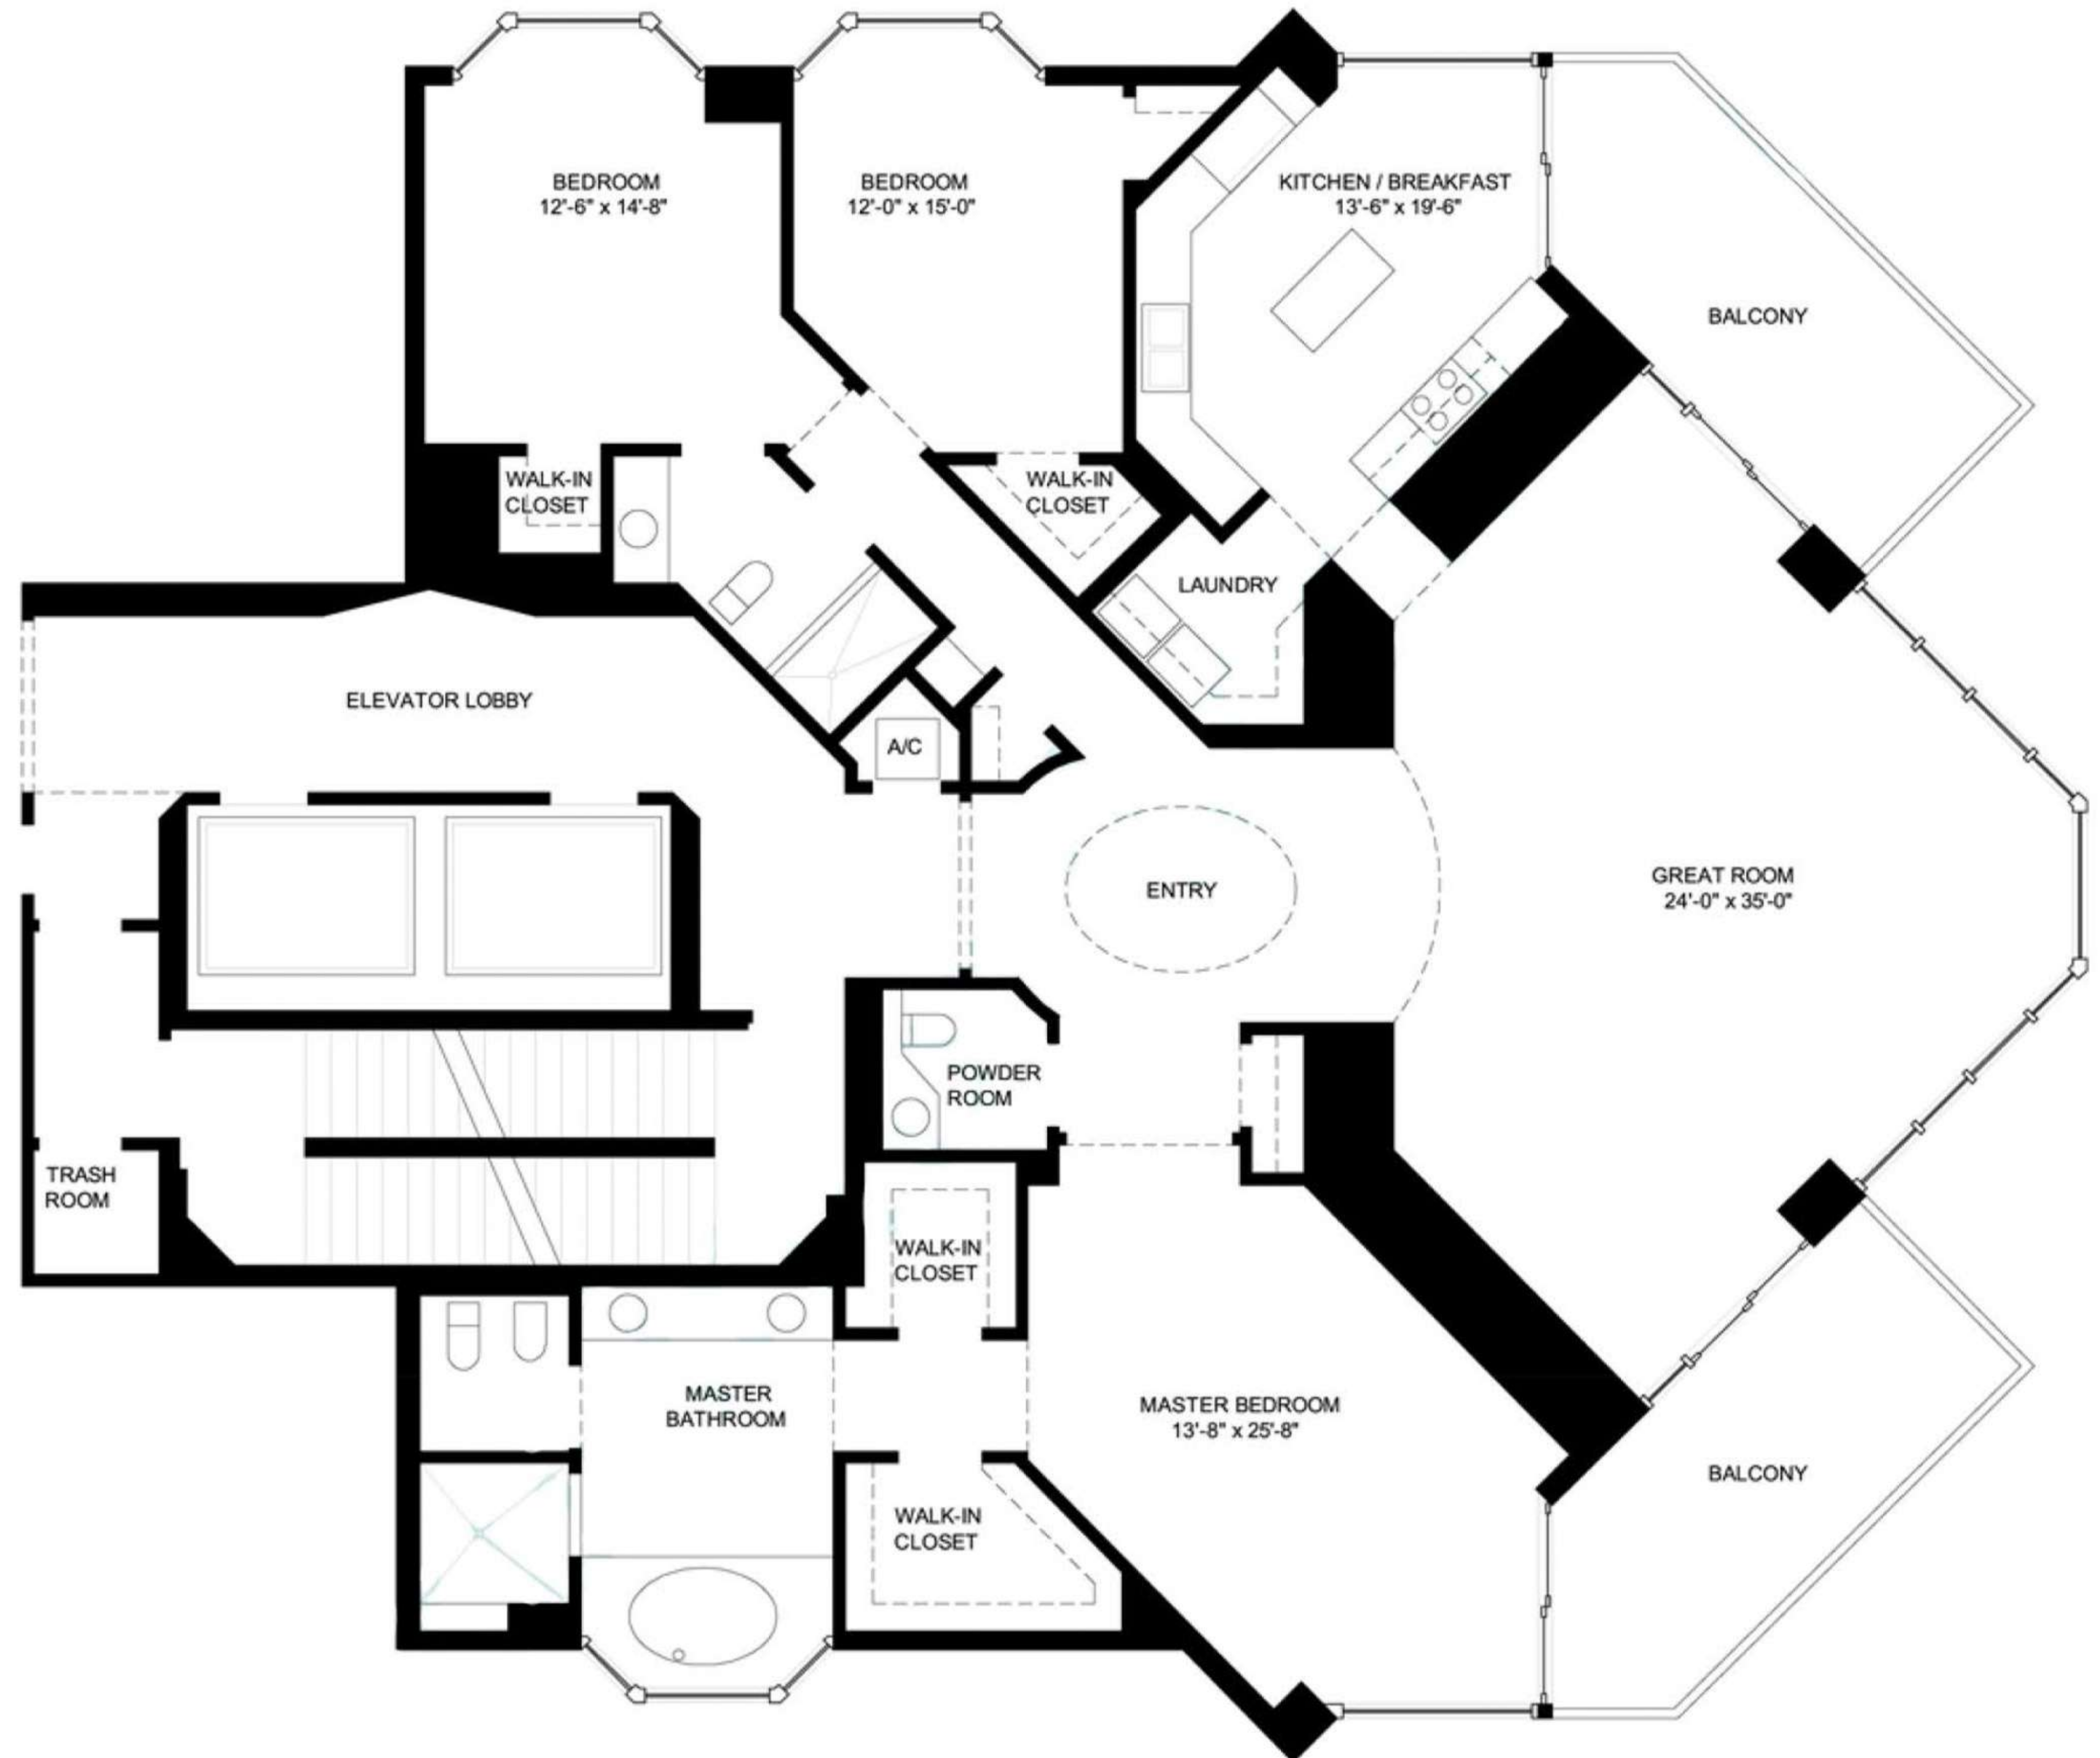 BEDROOM
12'-6" x 14'-8"
BEDROOM
12'-0" x 15'-0"
KITCHEN / BREAKFAST
13'-6" x 19'-6"
BALCONY
WALK-IN
CLOSET
WALK-IN
CLOSET
LAUNDRY
ELEVATOR LOBBY
A/C
ENTRY
GREAT ROOM
24'-0" x 35'-0"
POWDER
ROOM
TRASH
ROOM
WALK-IN
CLOSET
MASTER
BATHROOM
MASTER BEDROOM
13'-8" x 25'-8"
BALCONY
WALK-IN
CLOSET